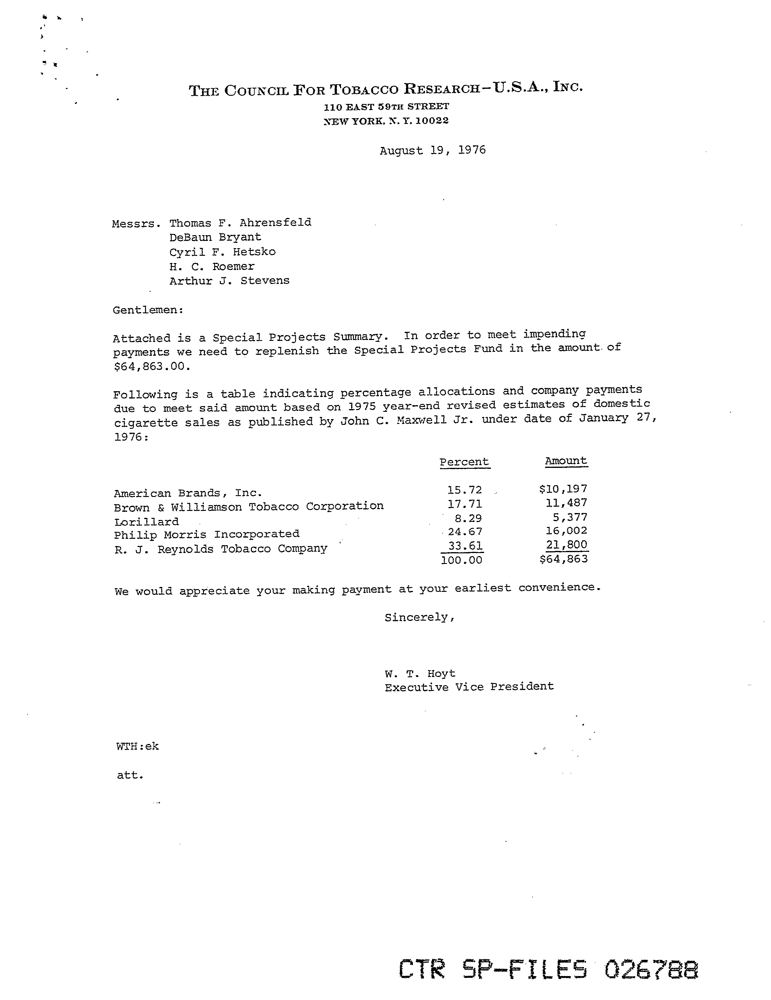 THE COUNCIL FOR TOBACCO RESEARCH-U.S.A., INC.
110 EAST 59TH STREET
NEW YORK, N. Y. 10022
August 19, 1976
Messrs. Thomas F. Ahrensfeld
DeBaun Bryant
Cyril F. Hetsko
H. C. Roemer
Arthur J. Stevens
Gentlemen:
Attached is a Special Projects Summary. In order to meet impending
payments we need to replenish the Special Projects Fund in the amount of
$64,863.00.
Following is a table indicating percentage allocations and company payments
due to meet said amount based on 1975 year-end revised estimates of domestic
cigarette sales as published by John C. Maxwell Jr. under date of January 27,
1976:
Percent Amount
American Brands, Inc. 15.72 $10,197
Brown & Williamson Tobacco Corporation 17.71 11,487
Lorillard 8.29 5,377
Philip Morris Incorporated 24.67 16,002
R. J. Reynolds Tobacco Company 33.61 21,800
100.00 $64,863
We would appreciate your making payment at your earliest convenience.
Sincerely,
W. T. Hoyt
Executive Vice President
WTH:ek
att.
CTR SP-FILES 026788